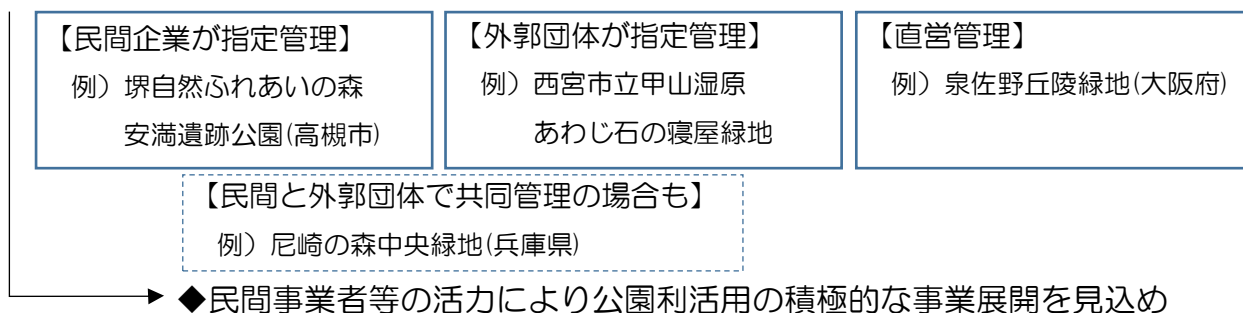 【民間企業が指定管理】
例）堺自然ふれあいの森
安満遺跡公園(高槻市)
【外郭団体が指定管理】
例）西宮市立甲山湿原
あわじ石の寝屋緑地
【直営管理】
例）泉佐野丘陵緑地(大阪府)
【民間と外郭団体で共同管理の場合も】
例）尼崎の森中央緑地(兵庫県)
◆民間事業者等の活力により公園利活用の積極的な事業展開を見込め